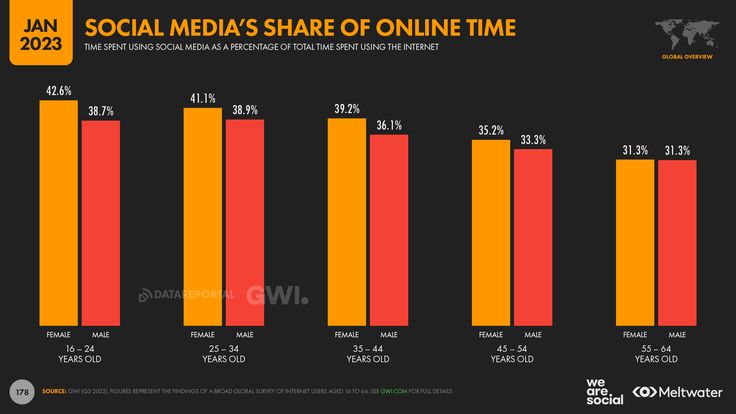 JAN
2023
SOCIAL MEDIA'S SHARE OF ONLINE TIME
TIME SPENT USING SOCIAL MEDIA AS A PERCENTAGE OF TOTAL TIME SPENT USING THE INTERNET
GLOBAL OVERVIEW
42.6%
38.7%
41.1%
38.9%
39.2%
36.1%
35.2%
33.3%
31.3%
31.3%
DATAREPORTAL
GWI.
FEMALE MALE FEMALE MALE FEMALE MALE FEMALE MALE FEMALE MALE
16 – 24
YEARS OLD
25 – 34
YEARS OLD
35 – 44
YEARS OLD
45 – 54
YEARS OLD
55 – 64
YEARS OLD
178
SOURCE: GWI (Q3 2022). FIGURES REPRESENT THE FINDINGS OF A BROAD GLOBAL SURVEY OF INTERNET USERS AGED 16 TO 64. SEE GWI.COM FOR FULL DETAILS.
we
are
social
Meltwater